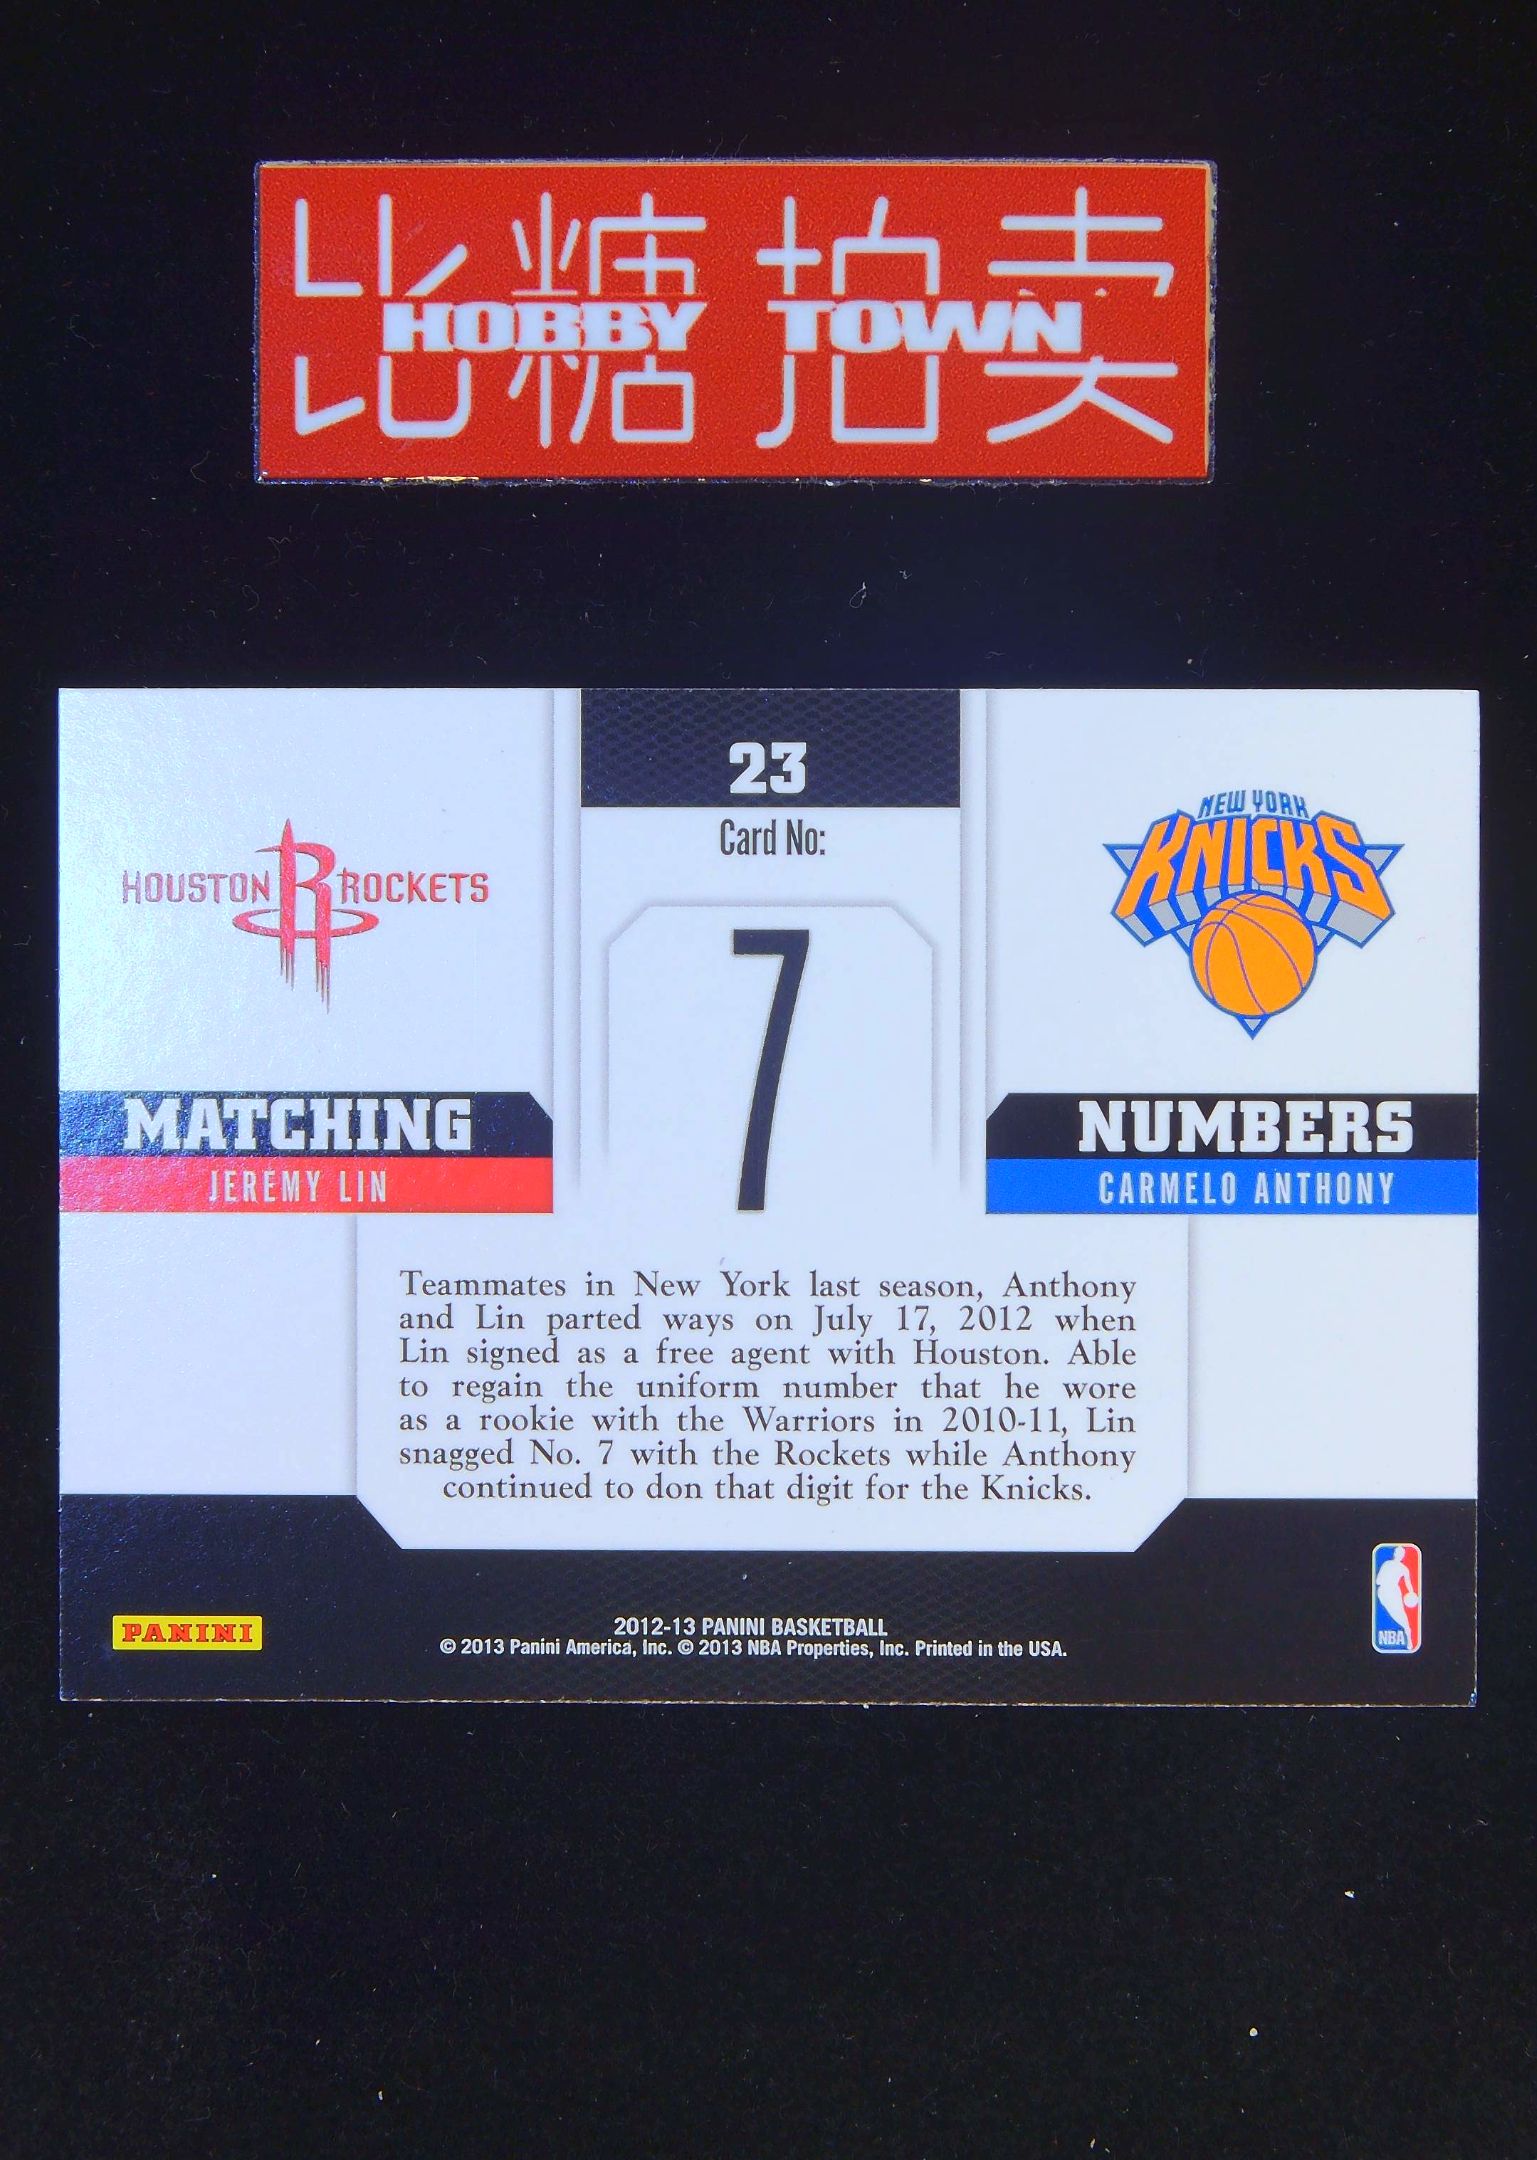 比糖 拍卖
HOBBY TOWN
23
Card No:
7
HOUSTON ROCKETS
NEW YORK
KNICKS
MATCHING
JEREMY LIN
NUMBERS
CARMELO ANTHONY
Teammates in New York last season, Anthony
and Lin parted ways on July 17, 2012 when
Lin signed as a free agent with Houston. Able
to regain the uniform number that he wore
as a rookie with the Warriors in 2010-11, Lin
snagged No. 7 with the Rockets while Anthony
continued to don that digit for the Knicks.
PANINI
2012-13 PANINI BASKETBALL
© 2013 Panini America, Inc. © 2013 NBA Properties, Inc. Printed in the USA.
NBA